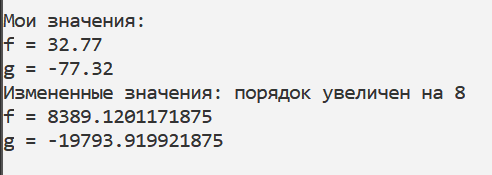 Мои значения:
f = 32.77
g = -77.32
Измененные значения: порядок увеличен на 8
f = 8389.1201171875
g = -19793.919921875